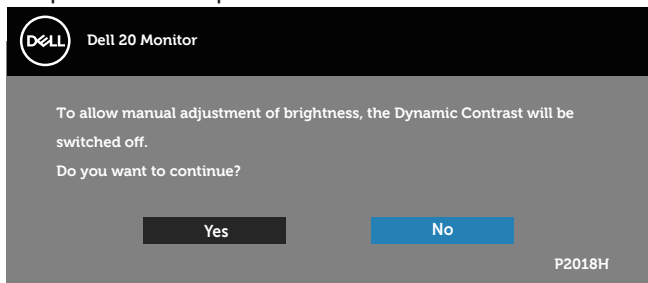 DELL
Dell 20 Monitor
To allow manual adjustment of brightness, the Dynamic Contrast will be
switched off.
Do you want to continue?
Yes No
P2018H